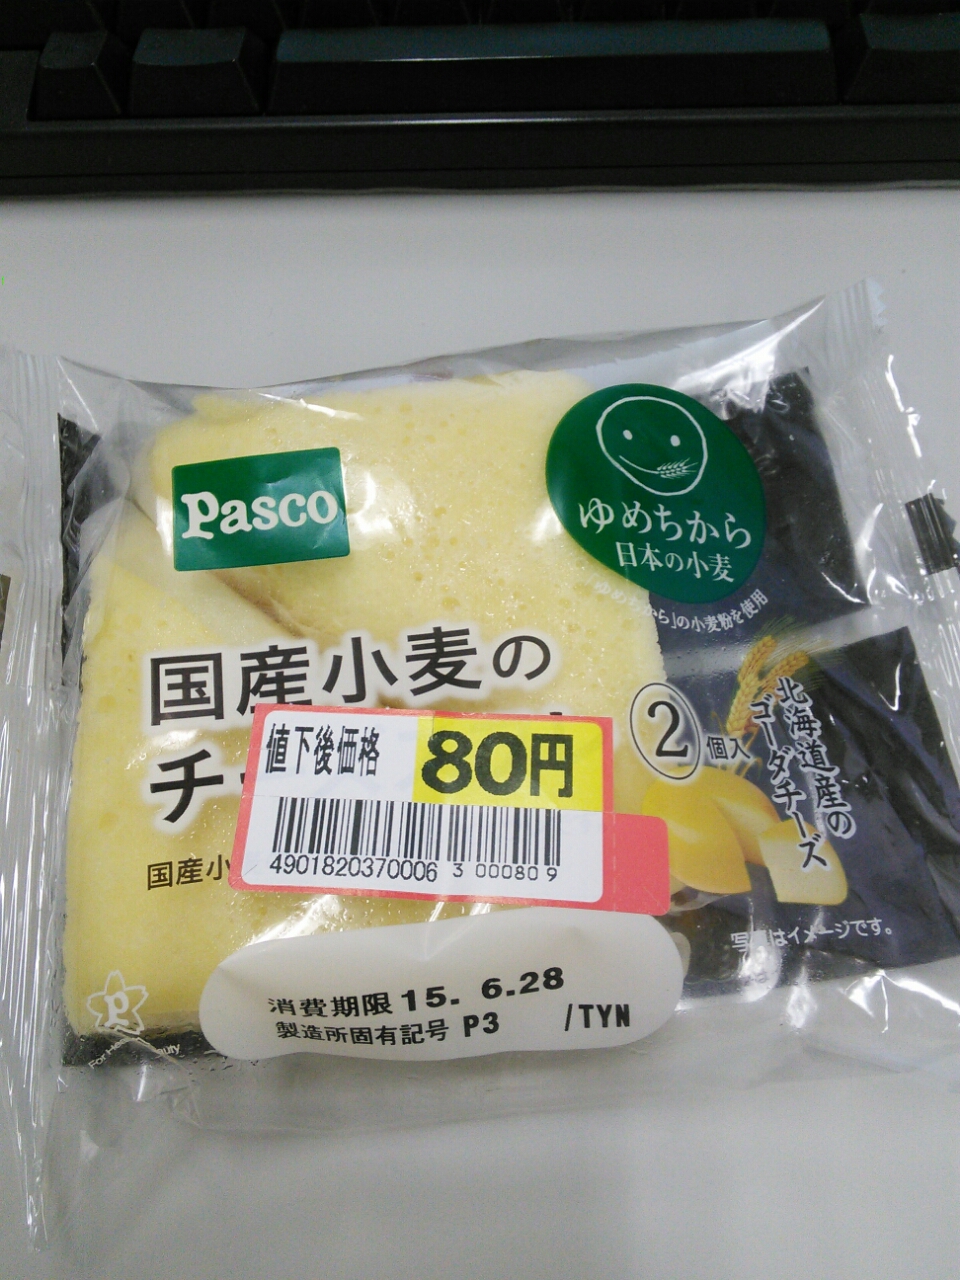 Pasco
ゆめちから
日本の小麦
から」の小麦粉を使用
国産小麦の
チ
国産小
値下後価格 80円
4901820370006 3 00080 9
2個入
北海道産の
ゴーダチーズ
写真はイメージです。
消費期限 15. 6.28
製造所固有記号 P3 /TYN
P
For